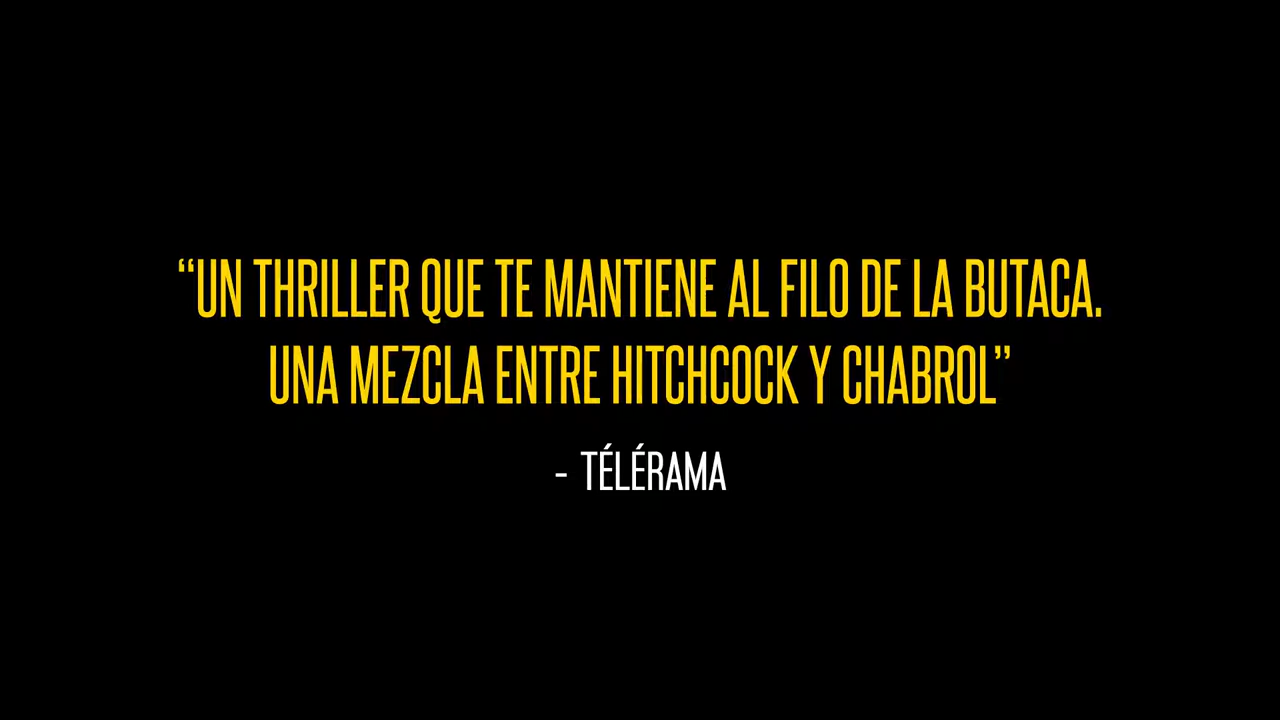 “UN THRILLER QUE TE MANTIENE AL FILO DE LA BUTACA.
UNA MEZCLA ENTRE HITCHCOCK Y CHABROL”
- TÉLÉRAMA